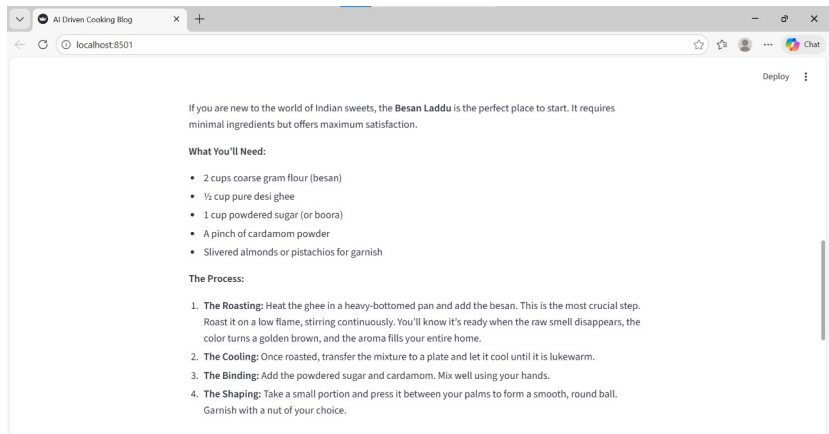 AI Driven Cooking Blog
localhost:8501
Chat
Deploy
If you are new to the world of Indian sweets, the Besan Laddu is the perfect place to start. It requires
minimal ingredients but offers maximum satisfaction.
What You'll Need:
• 2 cups coarse gram flour (besan)
• ½ cup pure desi ghee
• 1 cup powdered sugar (or boora)
• A pinch of cardamom powder
• Slivered almonds or pistachios for garnish
The Process:
1. The Roasting: Heat the ghee in a heavy-bottomed pan and add the besan. This is the most crucial step.
Roast it on a low flame, stirring continuously. You'll know it's ready when the raw smell disappears, the
color turns a golden brown, and the aroma fills your entire home.
2. The Cooling: Once roasted, transfer the mixture to a plate and let it cool until it is lukewarm.
3. The Binding: Add the powdered sugar and cardamom. Mix well using your hands.
4. The Shaping: Take a small portion and press it between your palms to form a smooth, round ball.
Garnish with a nut of your choice.